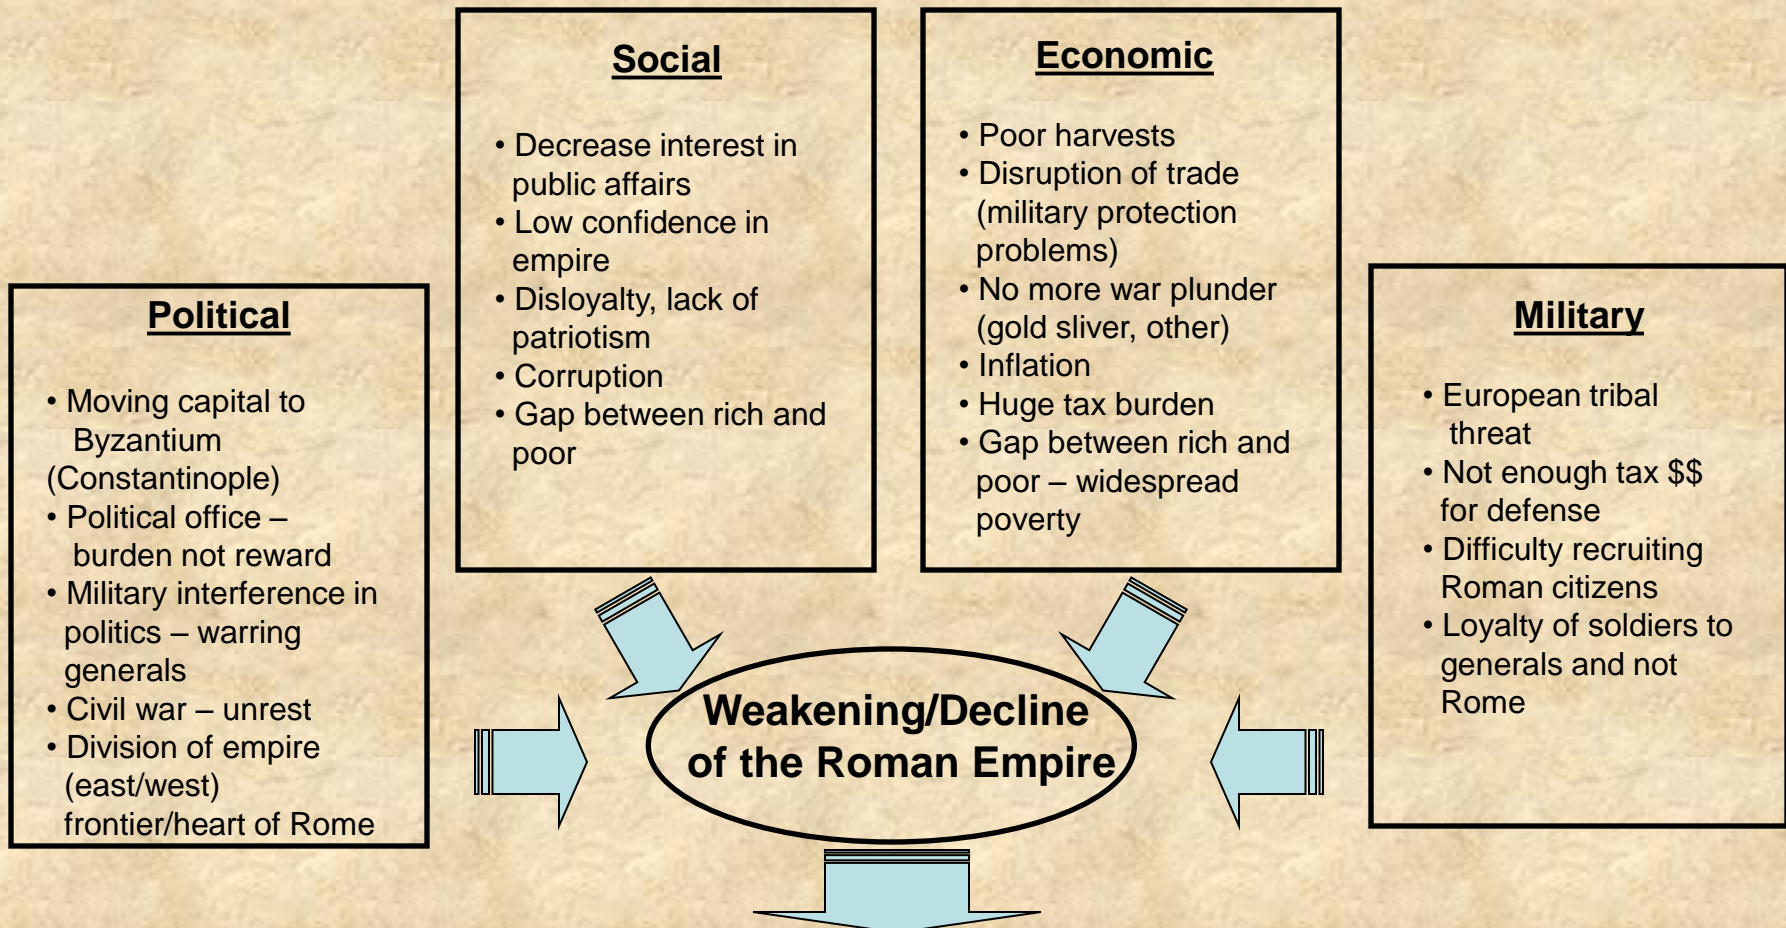 Social
• Decrease interest in
public affairs
• Low confidence in
empire
• Disloyalty, lack of
patriotism
• Corruption
• Gap between rich and
poor
Economic
• Poor harvests
• Disruption of trade
(military protection
problems)
• No more war plunder
(gold sliver, other)
• Inflation
• Huge tax burden
• Gap between rich and
poor – widespread
poverty
Political
• Moving capital to
Byzantium
(Constantinople)
• Political office –
burden not reward
• Military interference in
politics – warring
generals
• Civil war – unrest
• Division of empire
(east/west)
frontier/heart of Rome
Military
• European tribal
threat
• Not enough tax $$
for defense
• Difficulty recruiting
Roman citizens
• Loyalty of soldiers to
generals and not
Rome
Weakening/Decline
of the Roman Empire